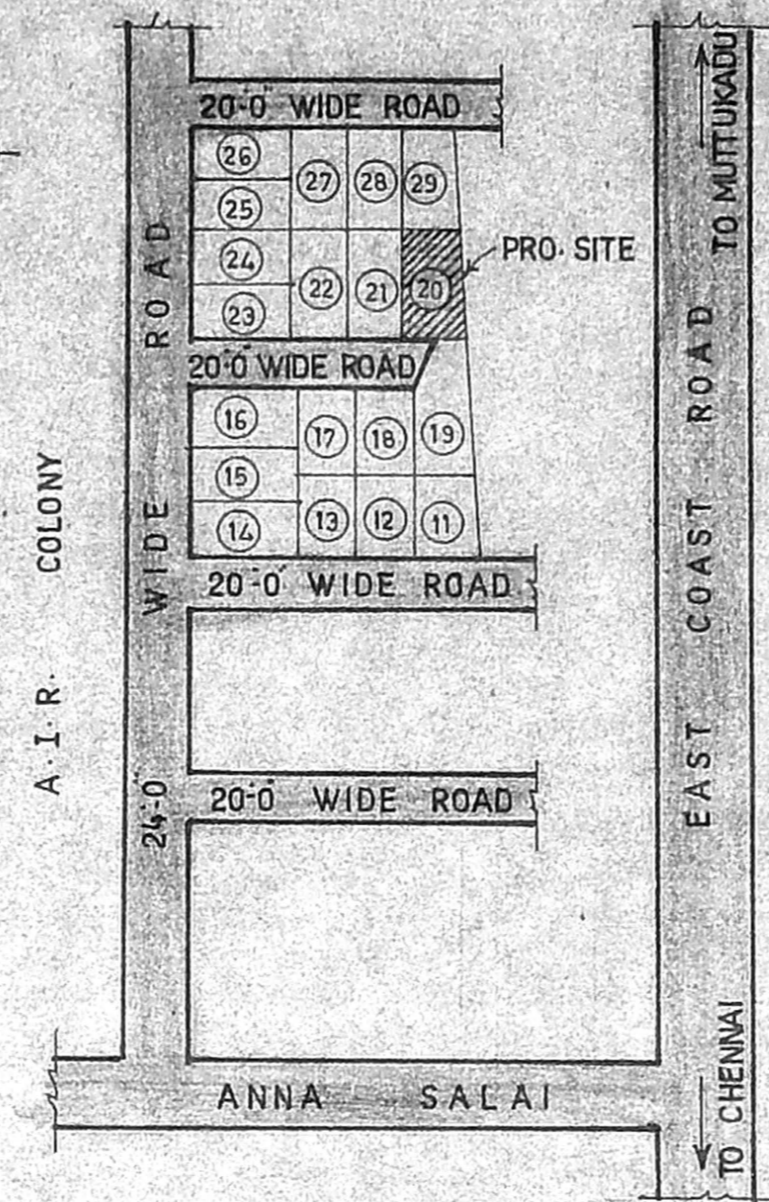 20'-0" WIDE ROAD
26
27
28
29
25
24
22
21
20
PRO. SITE
23
20'-0" WIDE ROAD
16
17
18
19
15
14
13
12
11
20'-0" WIDE ROAD
20'-0" WIDE ROAD
24'-0" WIDE ROAD
A.I.R. COLONY
EAST COAST ROAD
TO MUTTUKADU
TO CHENNAI
ANNA SALAI